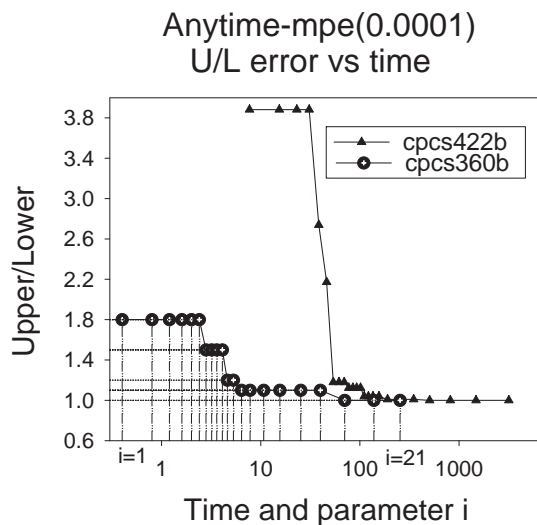 Anytime-mpe(0.0001)
U/L error vs time
Upper/Lower
3.8
3.4
3.0
2.6
2.2
1.8
1.4
1.0
0.6
cpcs422b
cpcs360b
i=1
i=21
1
10
100
1000
Time and parameter i